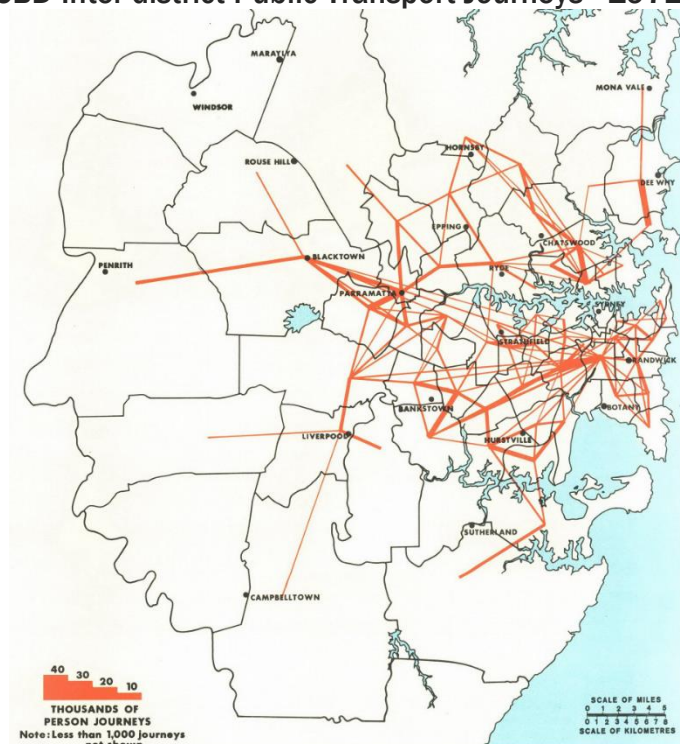 Inter-district Public Transport Journeys
MARAYLYA
MONA VALE
WINDSOR
HORNSBY
ROUSE HILL
DEE WHY
EPPING
CHATSWOOD
BLACKTOWN
PENRITH
RYDE
PARRAMATTA
SYDNEY
STRATHFIELD
RANDWICK
BANKSTOWN
BOTANY
LIVERPOOL
HURSTVILLE
SUTHERLAND
CAMPBELLTOWN
40 30 20 10
THOUSANDS OF
PERSON JOURNEYS
Note: Less than 1,000 journeys
not shown
SCALE OF MILES
0 1 2 3 4 5
0 1 2 3 4 5 6 7 8
SCALE OF KILOMETRES